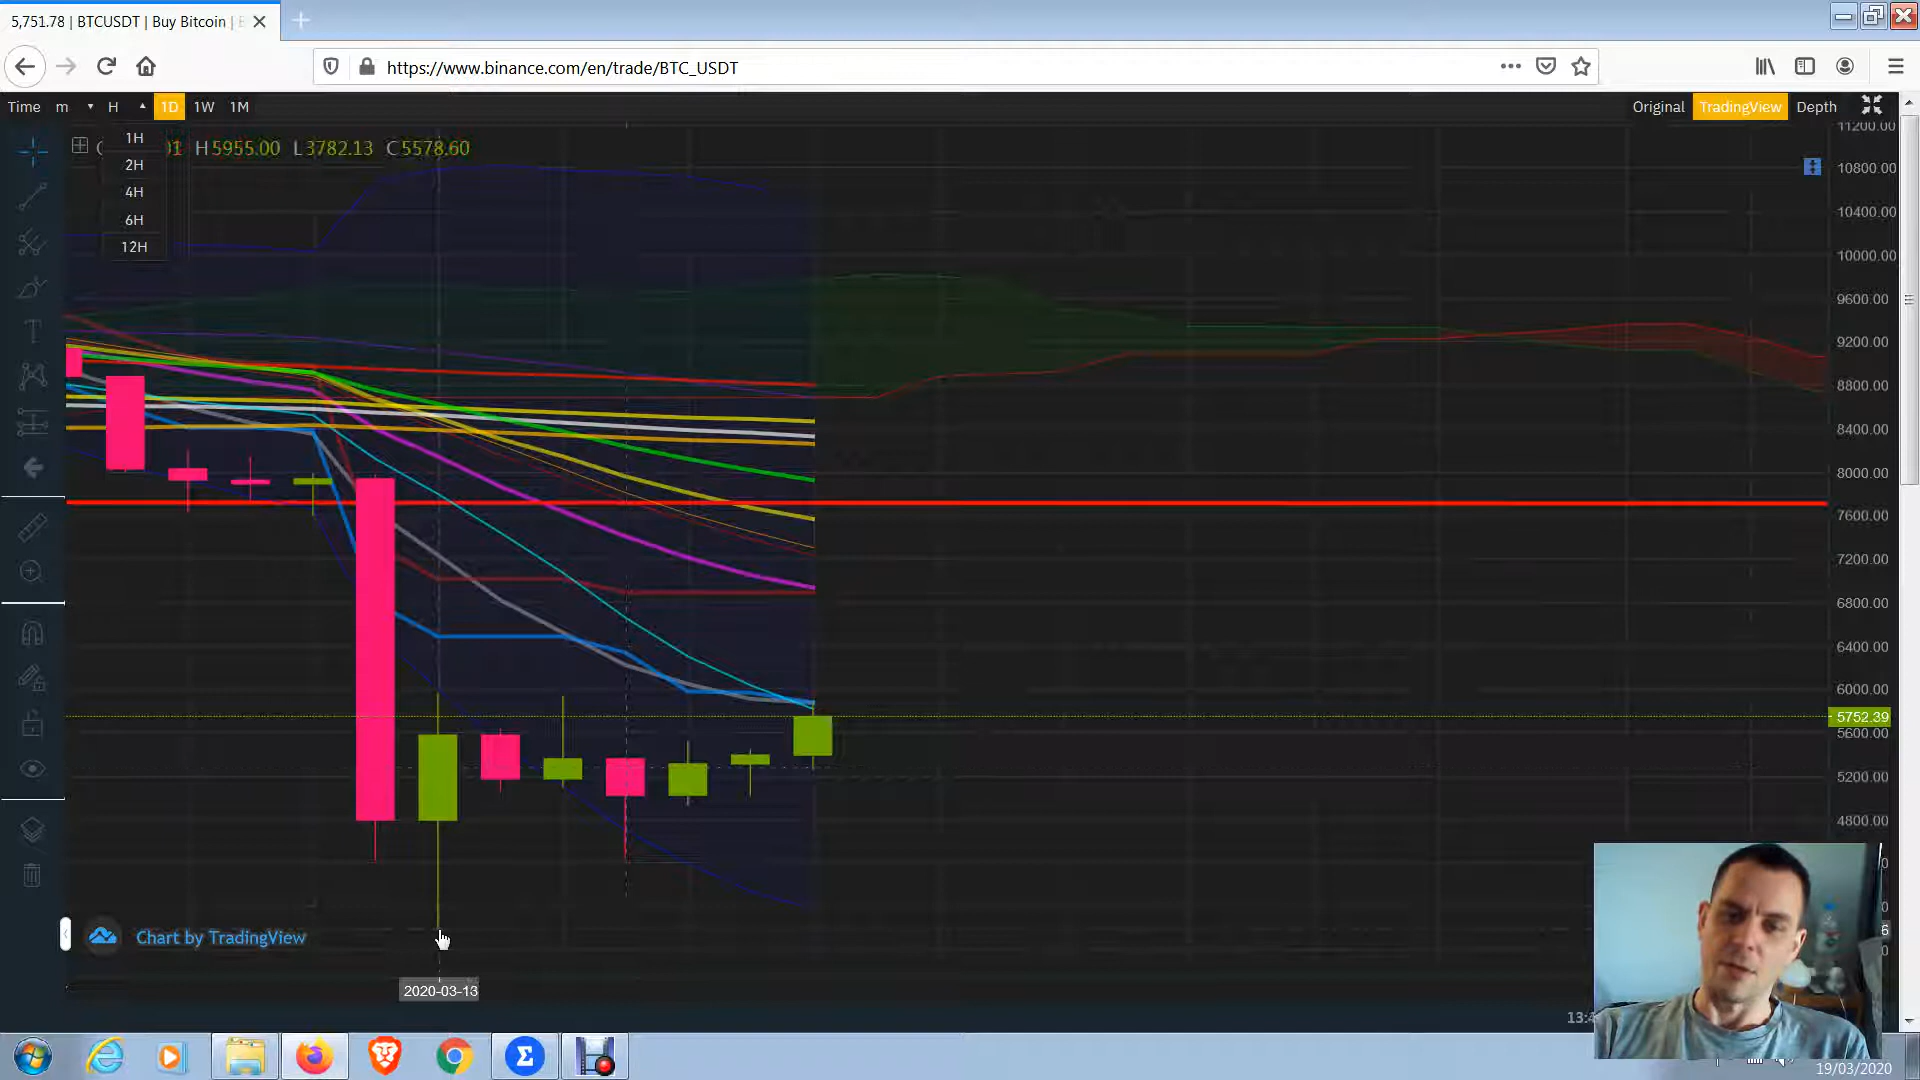 5,751.78 | BTCUSDT | Buy Bitcoin |
https://www.binance.com/en/trade/BTC_USDT
Time m H 1D 1W 1M
Original TradingView Depth
1H
2H
4H
6H
12H
H5955.00 L3782.13 C5578.60
11200.00
10800.00
10400.00
10000.00
9600.00
9200.00
8800.00
8400.00
8000.00
7600.00
7200.00
6800.00
6400.00
6000.00
5752.39
5600.00
5200.00
4800.00
Chart by TradingView
2020-03-13
19/03/2020